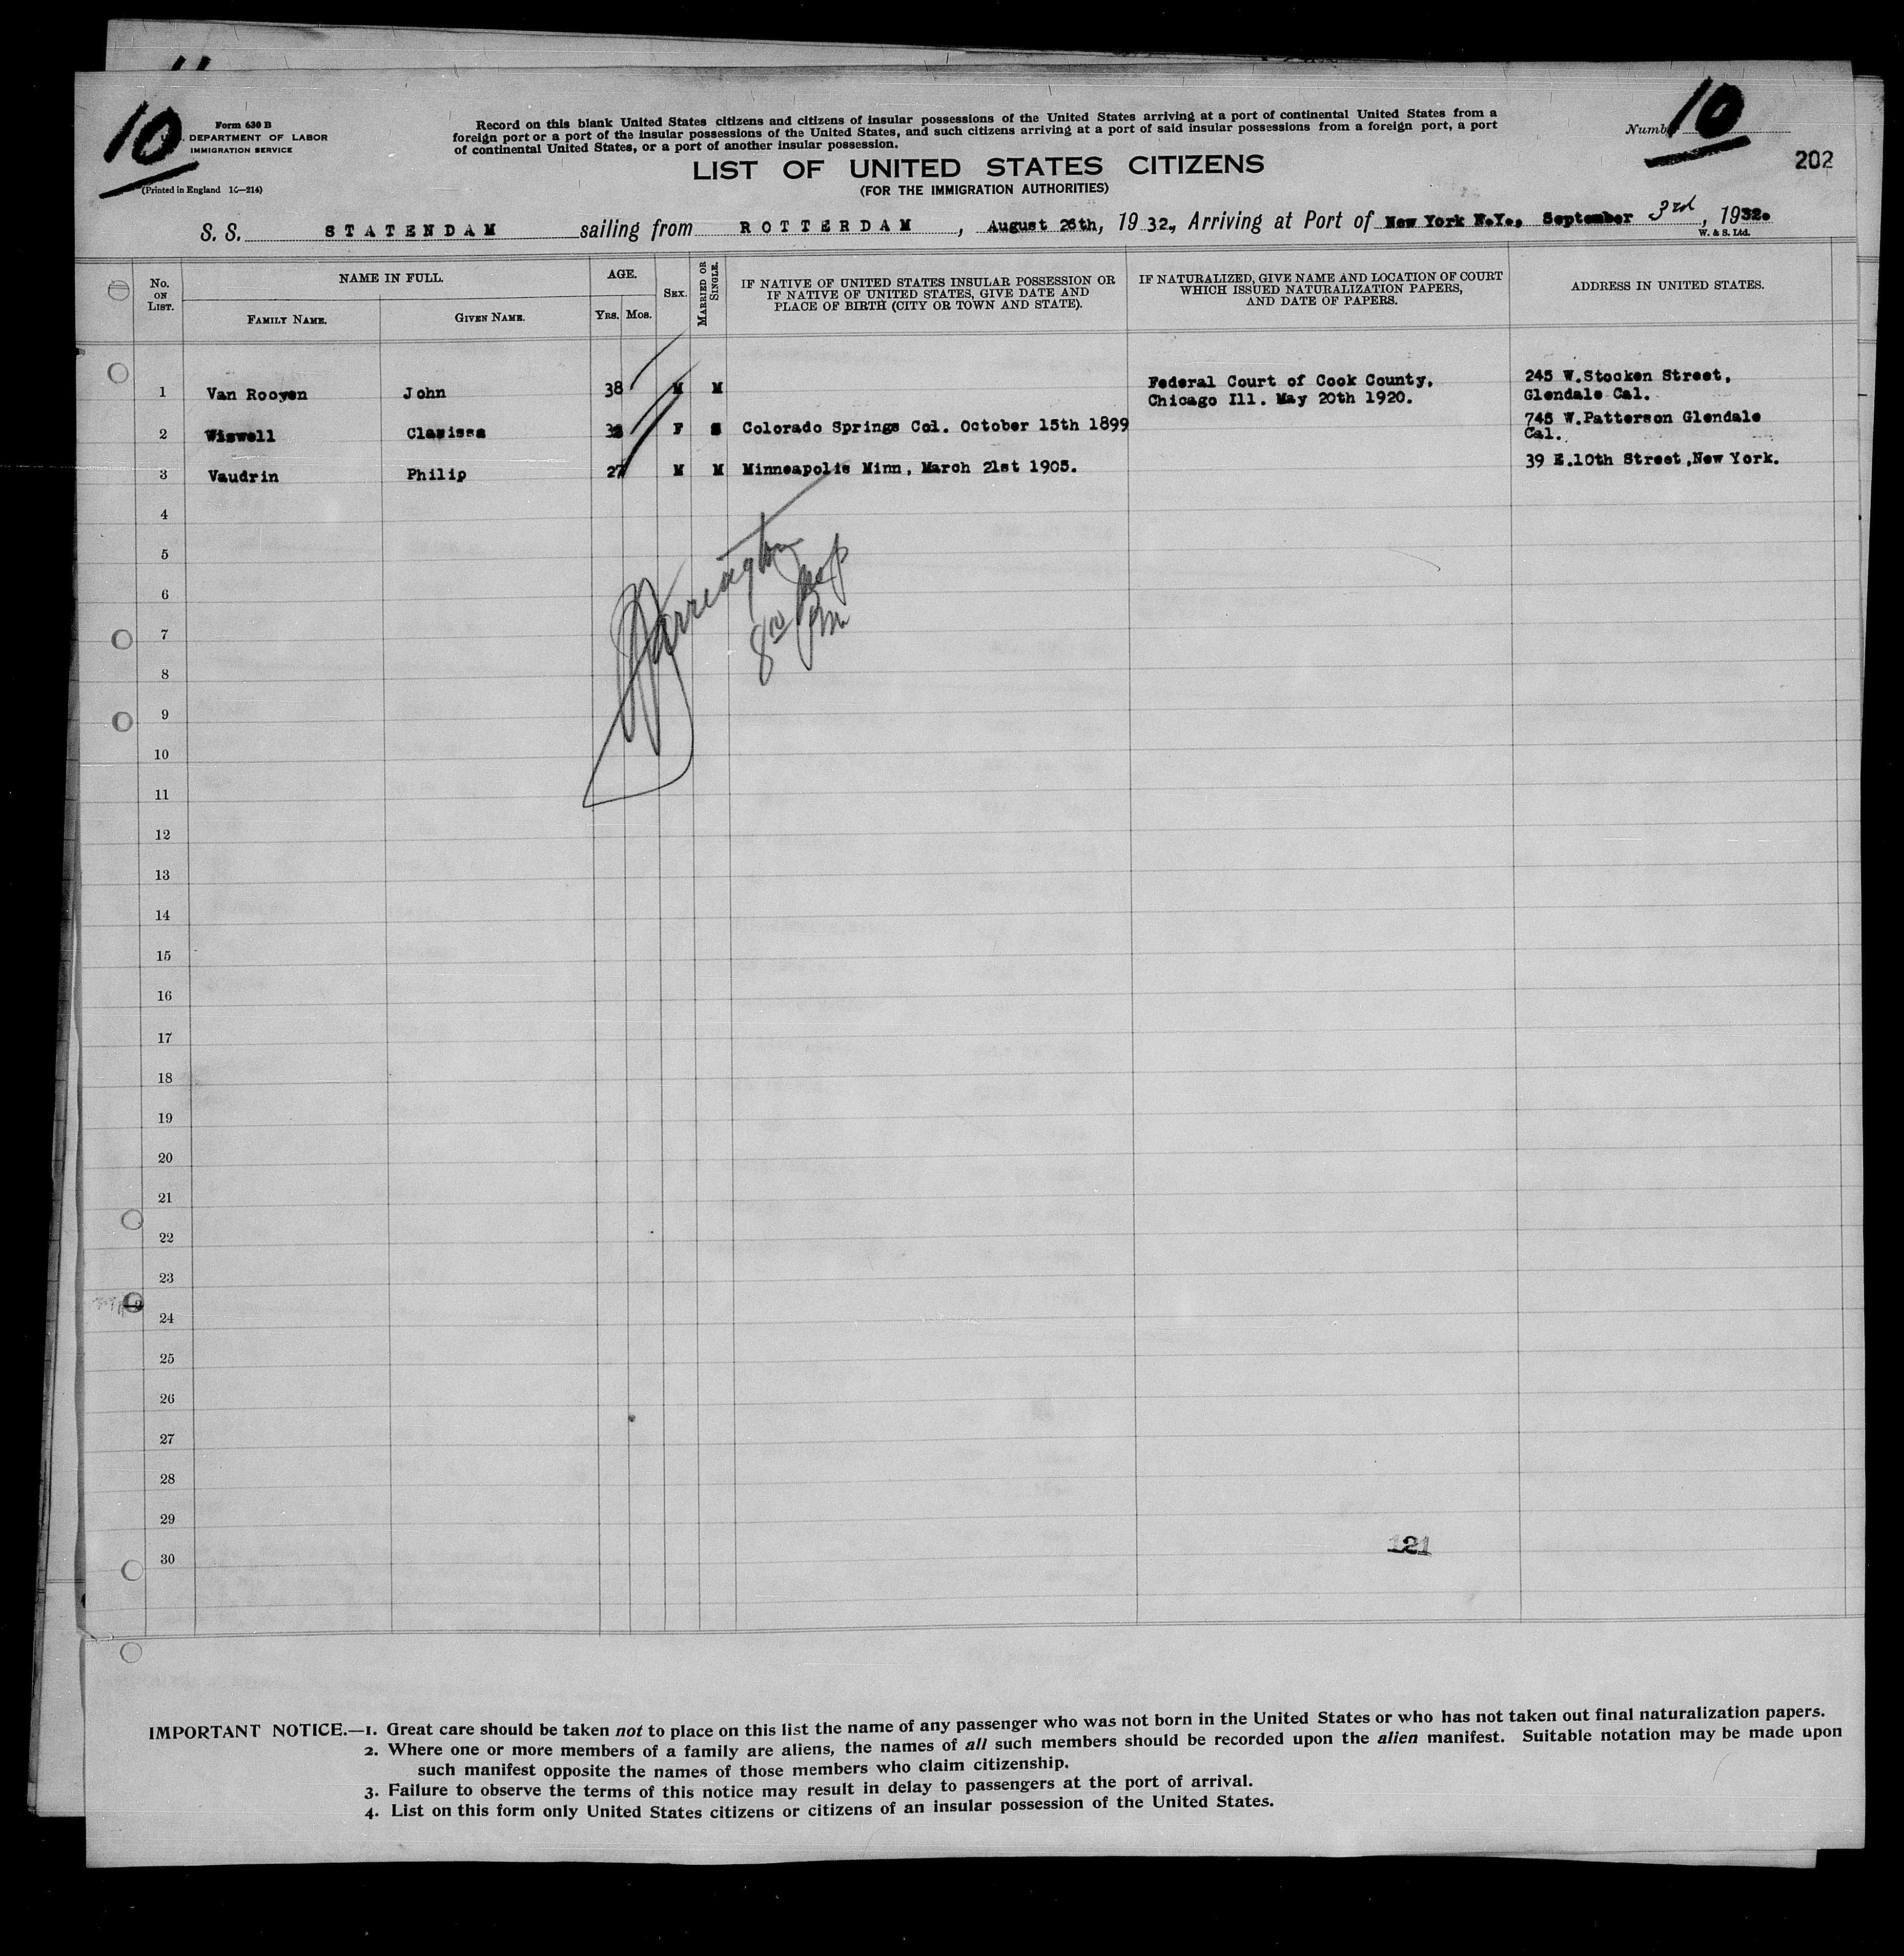 10
Form 630 B
U.S. DEPARTMENT OF LABOR
IMMIGRATION SERVICE
(Printed in England 16—214)
Record on this blank United States citizens and citizens of insular possessions of the United States arriving at a port of continental United States from a
foreign port or a port of the insular possessions of the United States, and such citizens arriving at a port of said insular possessions from a foreign port, a port
of continental United States, or a port of another insular possession.
Number 10
202
LIST OF UNITED STATES CITIZENS
(FOR THE IMMIGRATION AUTHORITIES)
S. S. STATENDAM sailing from ROTTERDAM, August 26th, 19 32., Arriving at Port of New York N.Y., September 3rd, 1932.
W. & S. Ltd.
No. ON LIST. NAME IN FULL. AGE. SEX. MARRIED OR SINGLE. IF NATIVE OF UNITED STATES INSULAR POSSESSION OR IF NATIVE OF UNITED STATES, GIVE DATE AND PLACE OF BIRTH (CITY OR TOWN AND STATE). IF NATURALIZED, GIVE NAME AND LOCATION OF COURT WHICH ISSUED NATURALIZATION PAPERS, AND DATE OF PAPERS. ADDRESS IN UNITED STATES.
FAMILY NAME. GIVEN NAME. YRS. MOS.
1 Van Rooyen John 38 M M Federal Court of Cook County, Chicago Ill. May 20th 1920. 245 W.Stocken Street, Glendale Cal.
2 Wiswell Clarissa F S Colorado Springs Col. October 15th 1899 745 W.Patterson Glendale Cal.
3 Vaudrin Philip 27 M M Minneapolis Minn, March 21st 1905. 39 E.10th Street,New York.
4
5
6
7
8
9
10
11
12
13
14
15
16
17
18
19
20
21
22
23
24
25
26
27
28
29
30
121
IMPORTANT NOTICE.—1. Great care should be taken not to place on this list the name of any passenger who was not born in the United States or who has not taken out final naturalization papers.
2. Where one or more members of a family are aliens, the names of all such members should be recorded upon the alien manifest. Suitable notation may be made upon
such manifest opposite the names of those members who claim citizenship.
3. Failure to observe the terms of this notice may result in delay to passengers at the port of arrival.
4. List on this form only United States citizens or citizens of an insular possession of the United States.